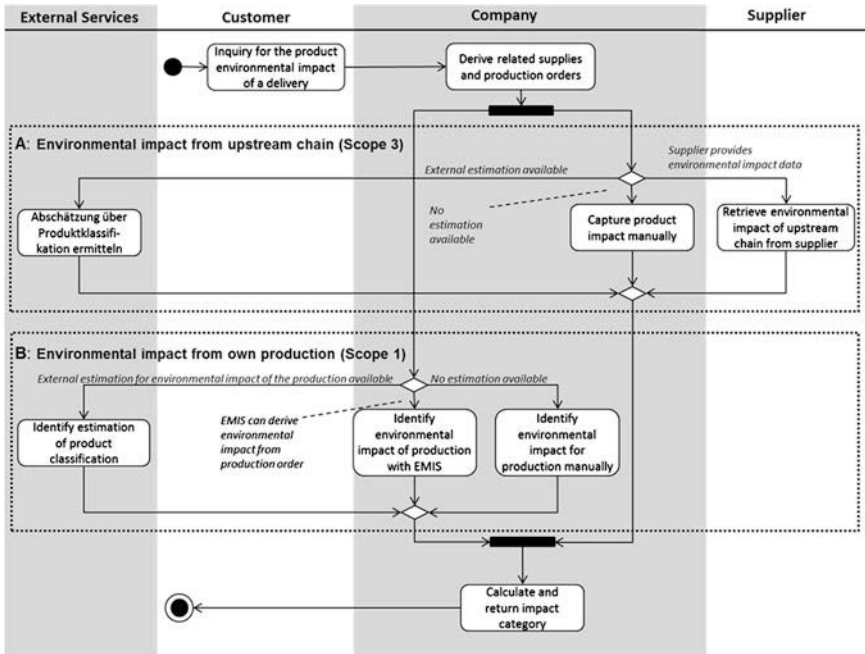 External Services
Customer
Company
Supplier
Inquiry for the product
environmental impact
of a delivery
Derive related supplies
and production orders
A: Environmental impact from upstream chain (Scope 3)
External estimation available
Supplier provides
environmental impact data
Abschätzung über
Produktklassifi-
kation ermitteln
No
estimation
available
Capture product
impact manually
Retrieve environmental
impact of upstream
chain from supplier
B: Environmental impact from own production (Scope 1)
External estimation for environmental impact of the production available
No estimation available
Identify estimation
of product
classification
EMIS can derive
environmental
impact from
production order
Identify
environmental
impact of production
with EMIS
Identify
environmental
impact for
production manually
Calculate and
return impact
category